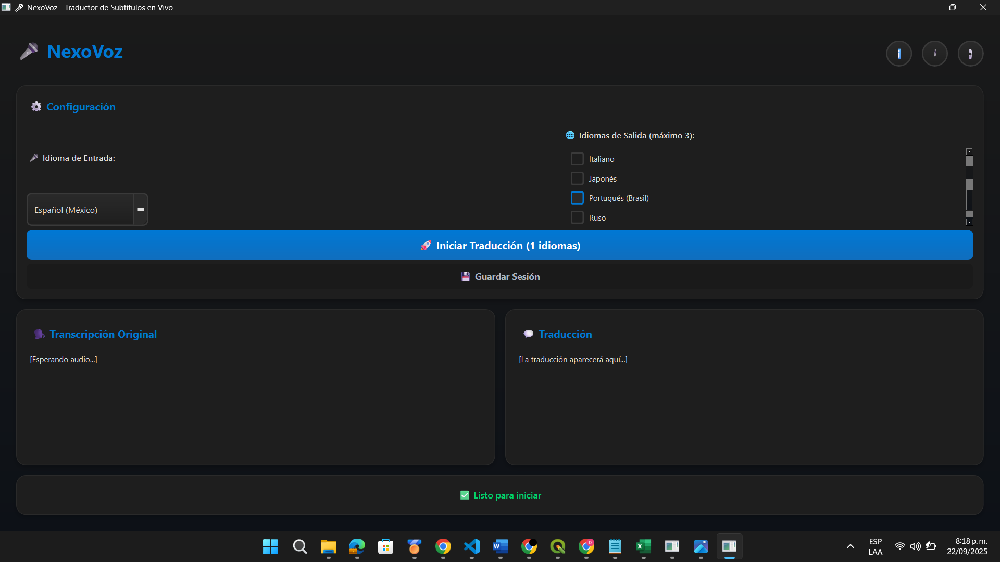 NexoVoz - Traductor de Subtítulos en Vivo
NexoVoz
Configuración
Idioma de Entrada:
Español (México)
Idiomas de Salida (máximo 3):
Italiano
Japonés
Portugués (Brasil)
Ruso
Iniciar Traducción (1 idiomas)
Guardar Sesión
Transcripción Original
[Esperando audio...]
Traducción
[La traducción aparecerá aquí...]
Listo para iniciar
ESP
LAA
8:18 p. m.
22/09/2025